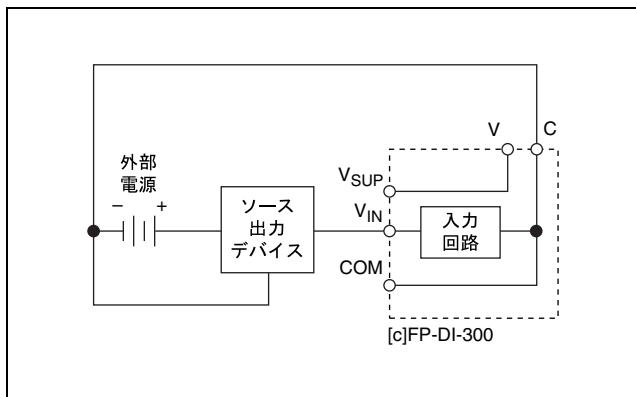 V C
外部
電源
− +
ソース
出力
デバイス
VSUP
VIN
COM
入力
回路
[c]FP-DI-300